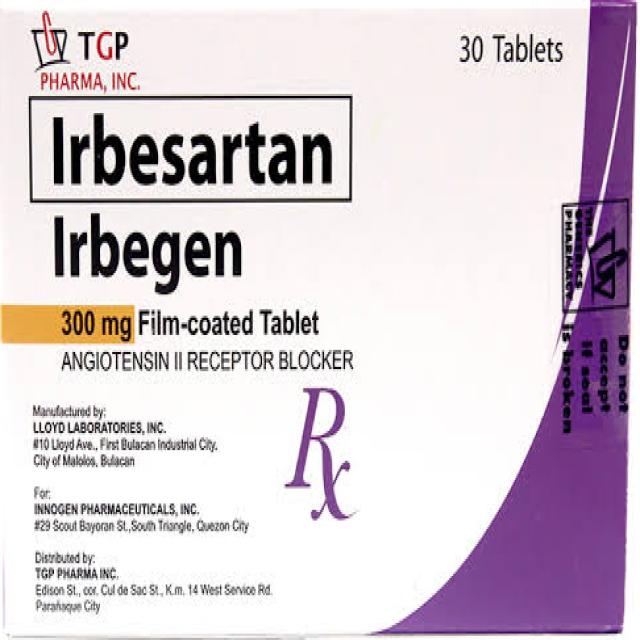 TGP
PHARMA, INC.
30 Tablets
Irbesartan
Irbegen
300 mg Film-coated Tablet
ANGIOTENSIN II RECEPTOR BLOCKER
Rx
Manufactured by:
LLOYD LABORATORIES, INC.
#10 Lloyd Ave., First Bulacan Industrial City.
City of Malolos, Bulacan
For:
INNOGEN PHARMACEUTICALS, INC.
#29 Scout Bayoran St.,South Triangle, Quezon City
Distributed by:
TGP PHARMA INC.
Edison St., cor. Cul de Sac St., K.m. 14 West Service Rd.
Parañaque City
THE
GENERICS
PHARMACY
Do not
accept
if seal
is broken